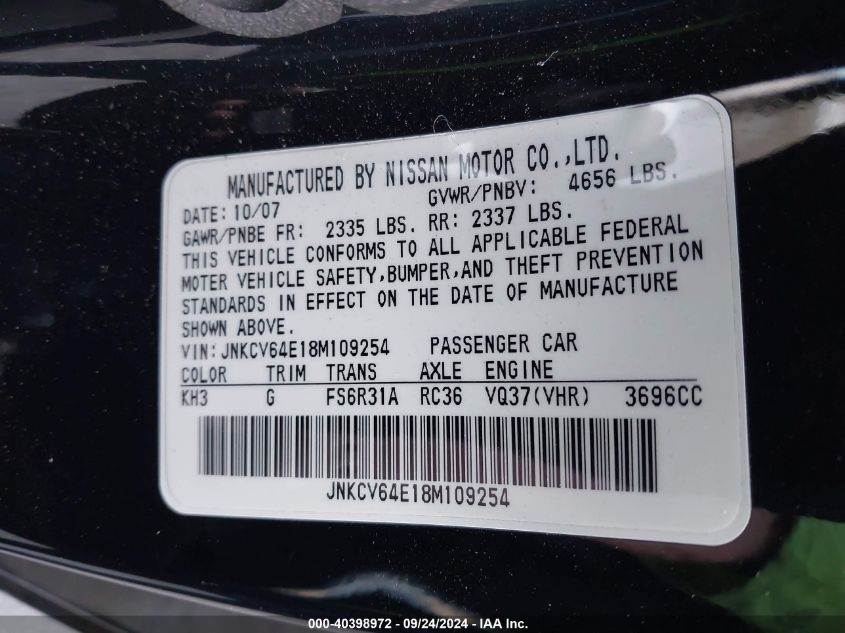 MANUFACTURED BY NISSAN MOTOR CO.,LTD.
DATE: 10/07 GVWR/PNBV: 4656 LBS.
GAWR/PNBE FR: 2335 LBS. RR: 2337 LBS.
THIS VEHICLE CONFORMS TO ALL APPLICABLE FEDERAL
MOTOR VEHICLE SAFETY,BUMPER,AND THEFT PREVENTION
STANDARDS IN EFFECT ON THE DATE OF MANUFACTURE
SHOWN ABOVE.
VIN: JNKCV64E18M109254 PASSENGER CAR
COLOR TRIM TRANS AXLE ENGINE
KH3 G FS6R31A RC36 VQ37(VHR) 3696CC
JNKCV64E18M109254
000-40398972 - 09/24/2024 - IAA Inc.